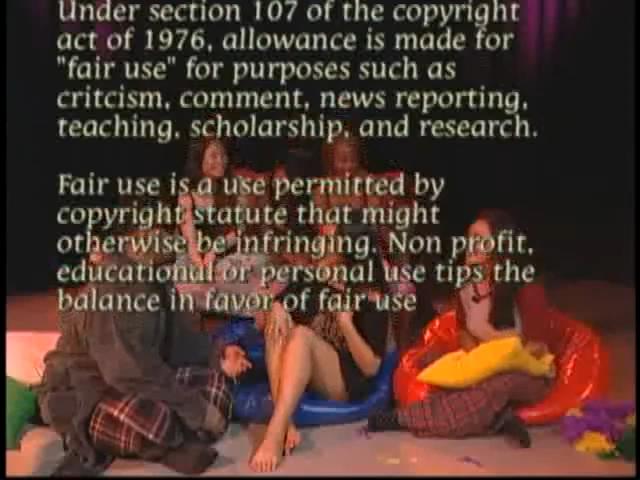 Under section 107 of the copyright
act of 1976, allowance is made for
"fair use" for purposes such as
critcism, comment, news reporting,
teaching, scholarship, and research.
Fair use is a use permitted by
copyright statute that might
otherwise be infringing. Non profit,
educational or personal use tips the
balance in favor of fair use